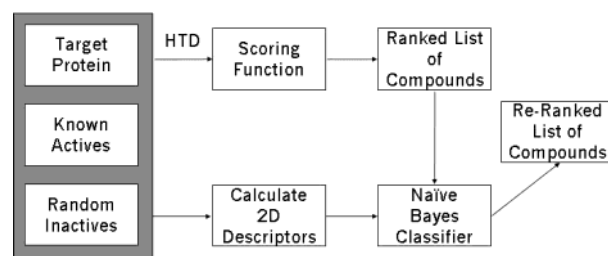 Target
Protein
HTD
Scoring
Function
Ranked List
of
Compounds
Known
Actives
Re-Ranked
List of
Compounds
Random
Inactives
Calculate
2D
Descriptors
Naïve
Bayes
Classifier